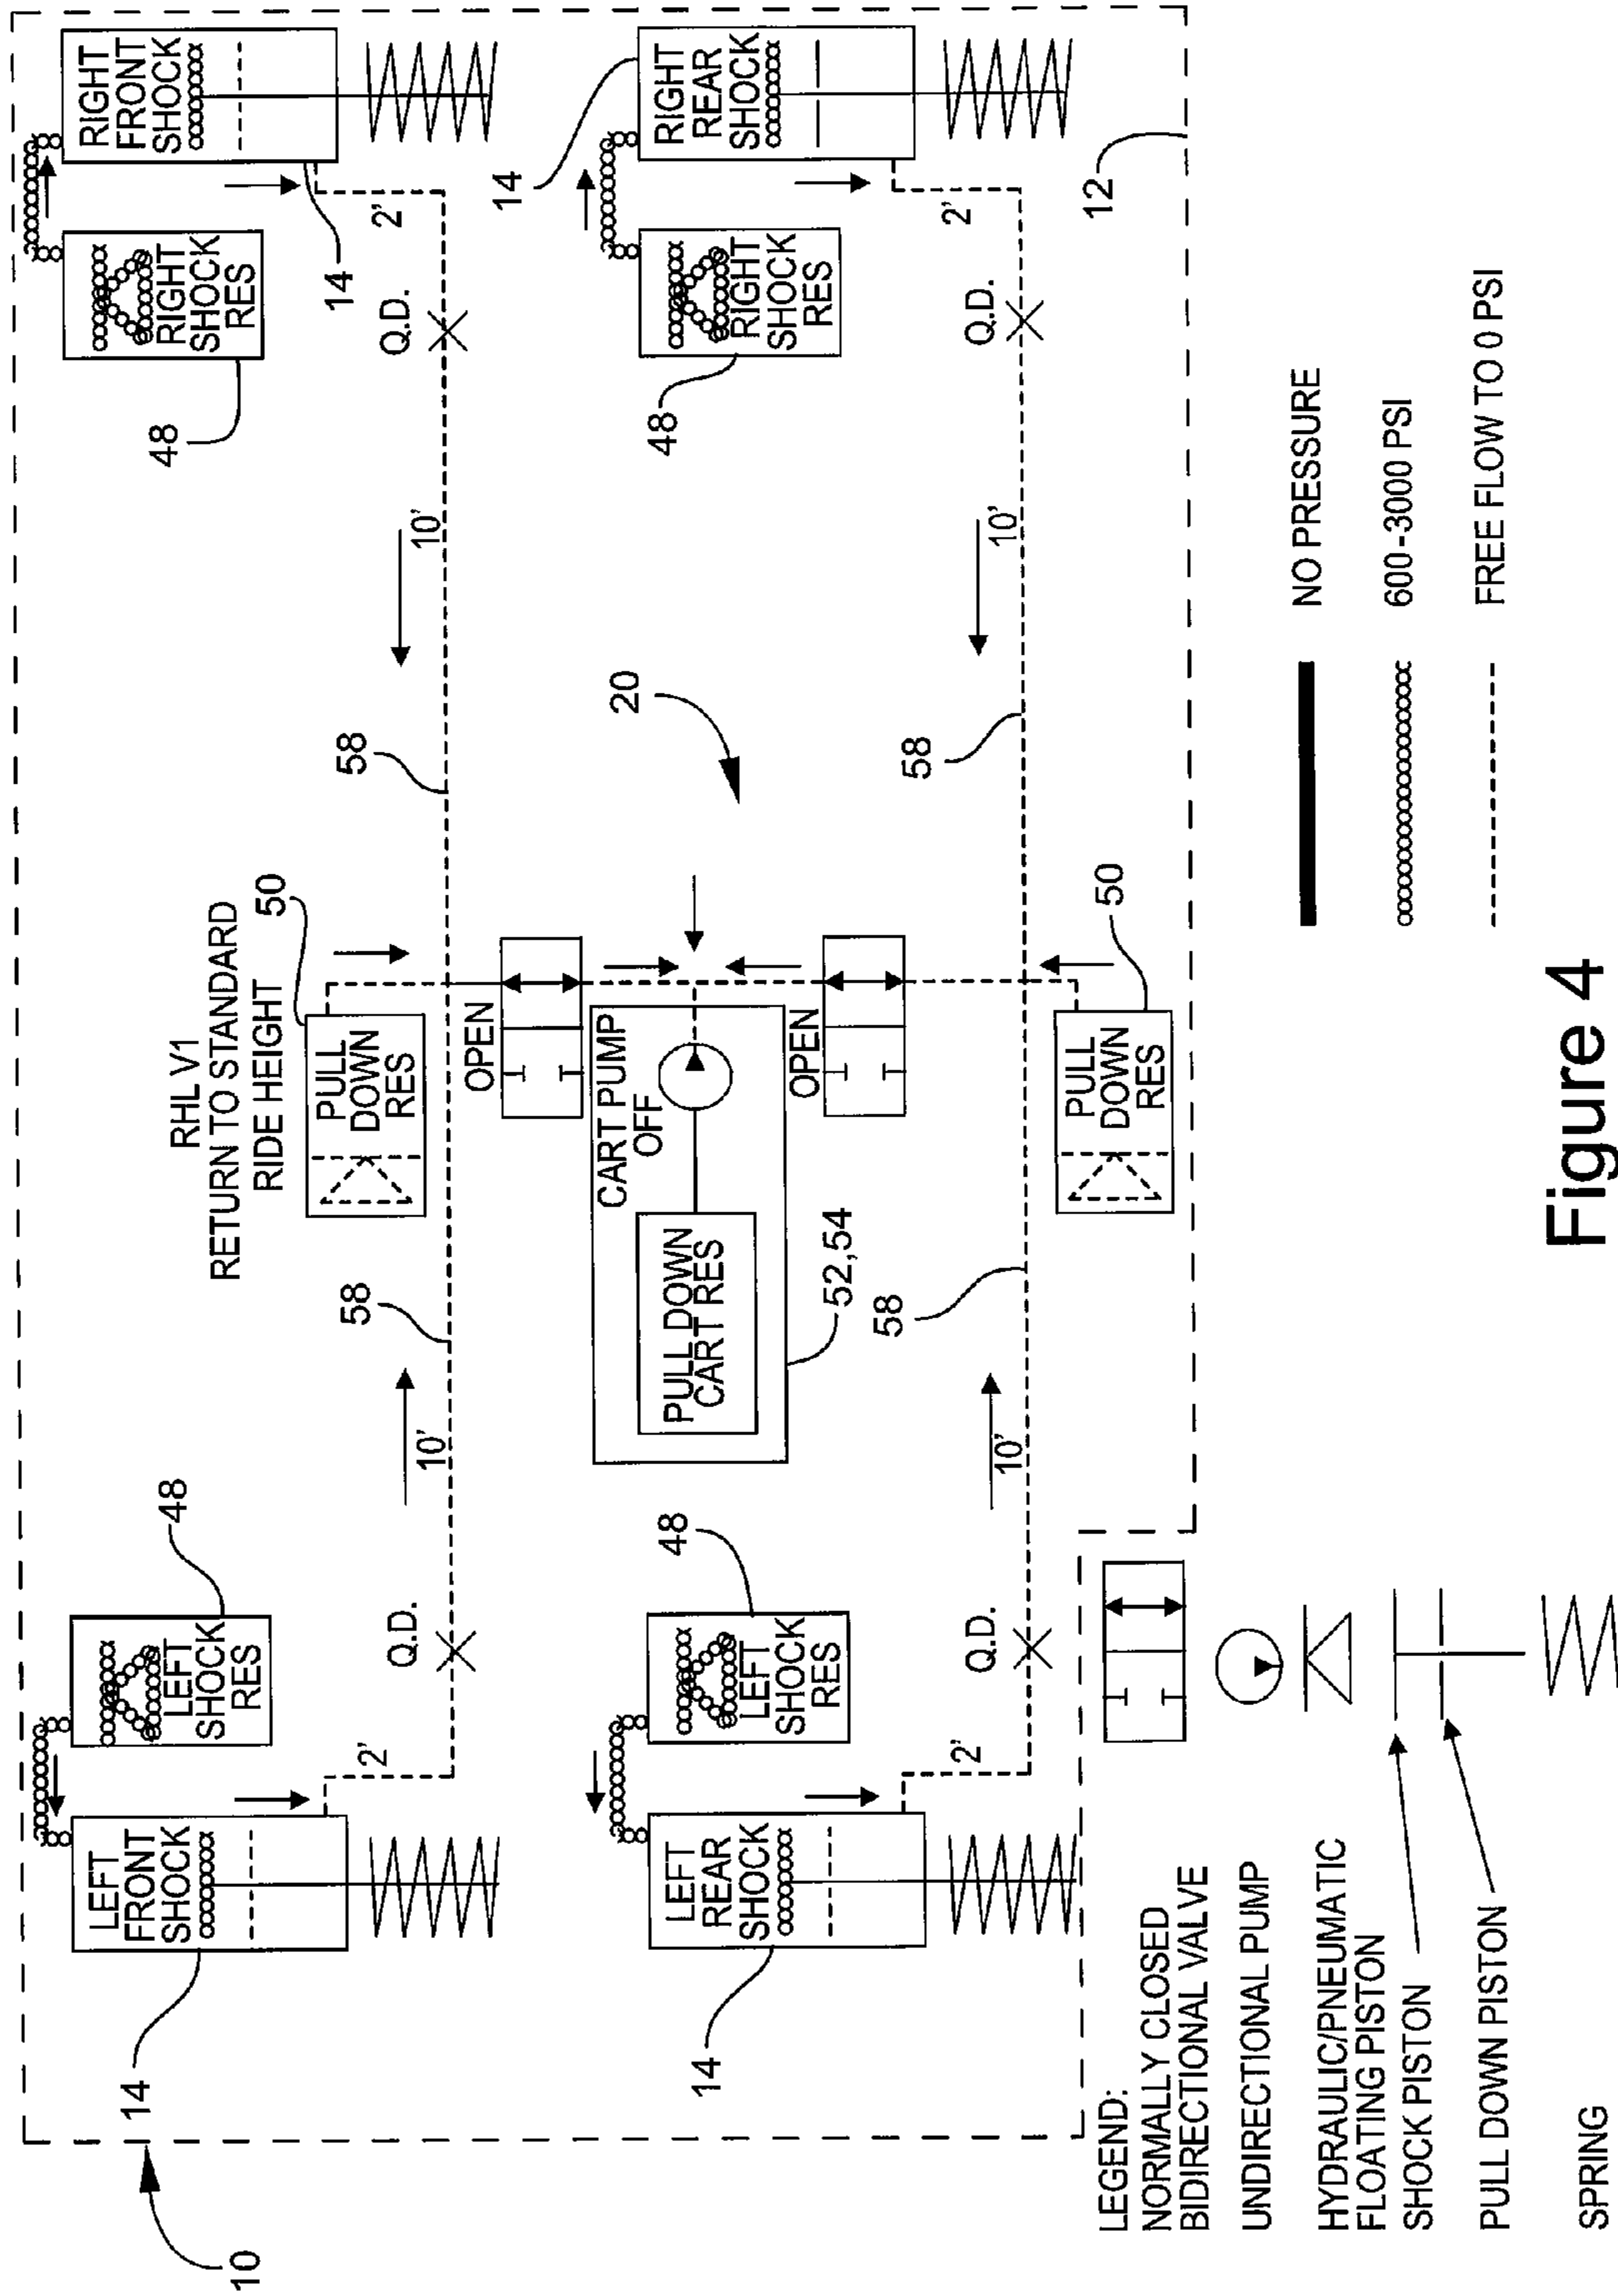 10
14
LEFT
FRONT
SHOCK
48
LEFT
SHOCK
RES
2'
Q.D.
10'
58
RHL V1
RETURN TO STANDARD
RIDE HEIGHT
50
PULL
DOWN
RES
58
10'
Q.D.
2'
48
RIGHT
SHOCK
RES
14
RIGHT
FRONT
SHOCK
OPEN
CART PUMP
OFF
PULL DOWN
CART RES
52,54
OPEN
20
14
LEFT
REAR
SHOCK
48
LEFT
SHOCK
RES
2'
Q.D.
10'
58
PULL
DOWN
RES
50
58
10'
Q.D.
2'
48
RIGHT
SHOCK
RES
14
RIGHT
REAR
SHOCK
12
LEGEND:
NORMALLY CLOSED
BIDIRECTIONAL VALVE
UNDIRECTIONAL PUMP
HYDRAULIC/PNEUMATIC
FLOATING PISTON
SHOCK PISTON
PULL DOWN PISTON
SPRING
NO PRESSURE
600-3000 PSI
FREE FLOW TO 0 PSI
Figure 4